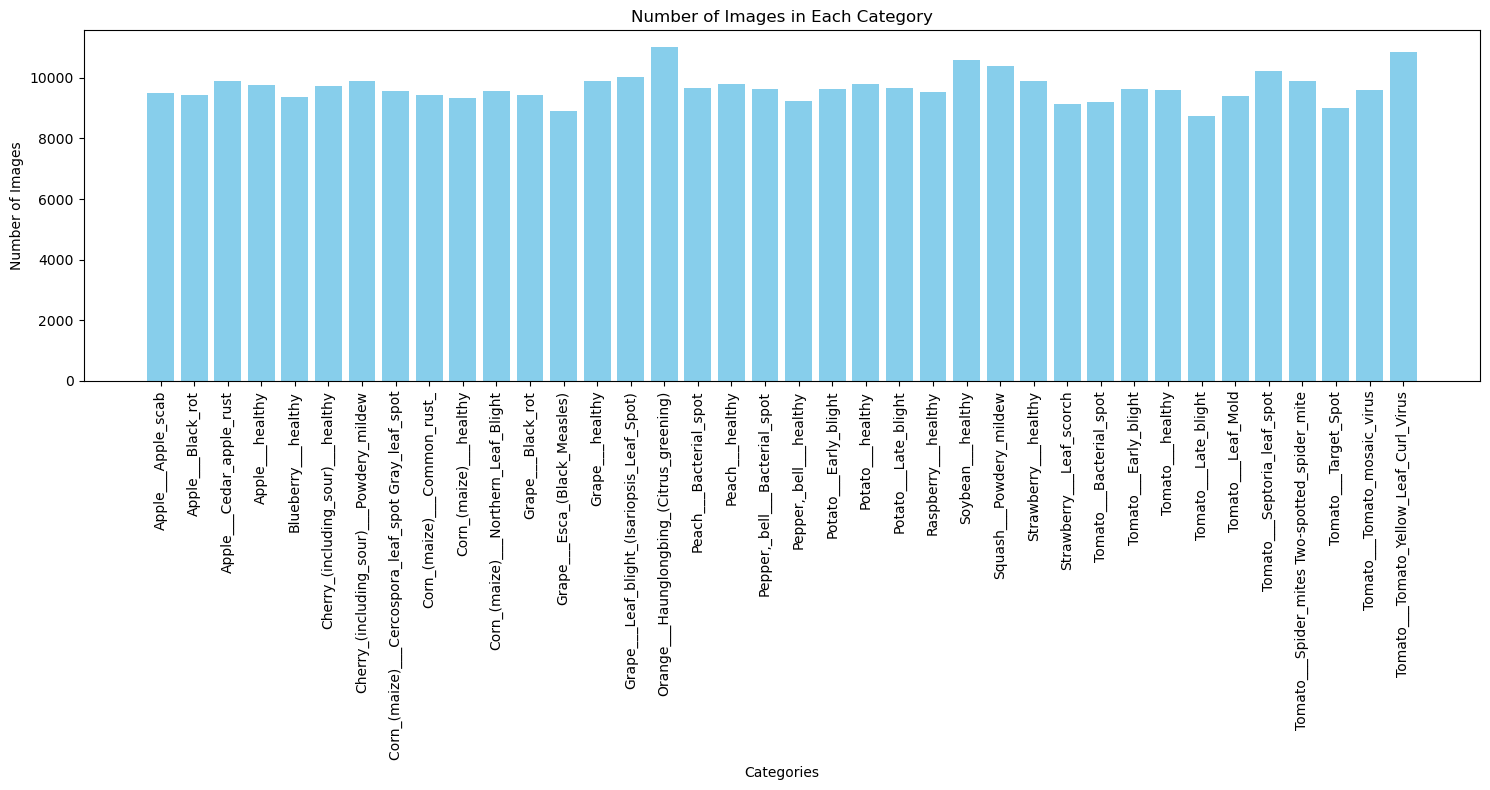 Number of Images in Each Category
Number of Images
10000
8000
6000
4000
2000
0
Apple___Apple_scab
Apple___Black_rot
Apple___Cedar_apple_rust
Apple___healthy
Blueberry___healthy
Cherry_(including_sour)___healthy
Cherry_(including_sour)___Powdery_mildew
Corn_(maize)___Cercospora_leaf_spot Gray_leaf_spot
Corn_(maize)___Common_rust_
Corn_(maize)___healthy
Corn_(maize)___Northern_Leaf_Blight
Grape___Black_rot
Grape___Esca_(Black_Measles)
Grape___healthy
Grape___Leaf_blight_(Isariopsis_Leaf_Spot)
Orange___Haunglongbing_(Citrus_greening)
Peach___Bacterial_spot
Peach___healthy
Pepper,_bell___Bacterial_spot
Pepper,_bell___healthy
Potato___Early_blight
Potato___healthy
Potato___Late_blight
Raspberry___healthy
Soybean___healthy
Squash___Powdery_mildew
Strawberry___healthy
Strawberry___Leaf_scorch
Tomato___Bacterial_spot
Tomato___Early_blight
Tomato___healthy
Tomato___Late_blight
Tomato___Leaf_Mold
Tomato___Septoria_leaf_spot
Tomato___Spider_mites Two-spotted_spider_mite
Tomato___Target_Spot
Tomato___Tomato_mosaic_virus
Tomato___Tomato_Yellow_Leaf_Curl_Virus
Categories